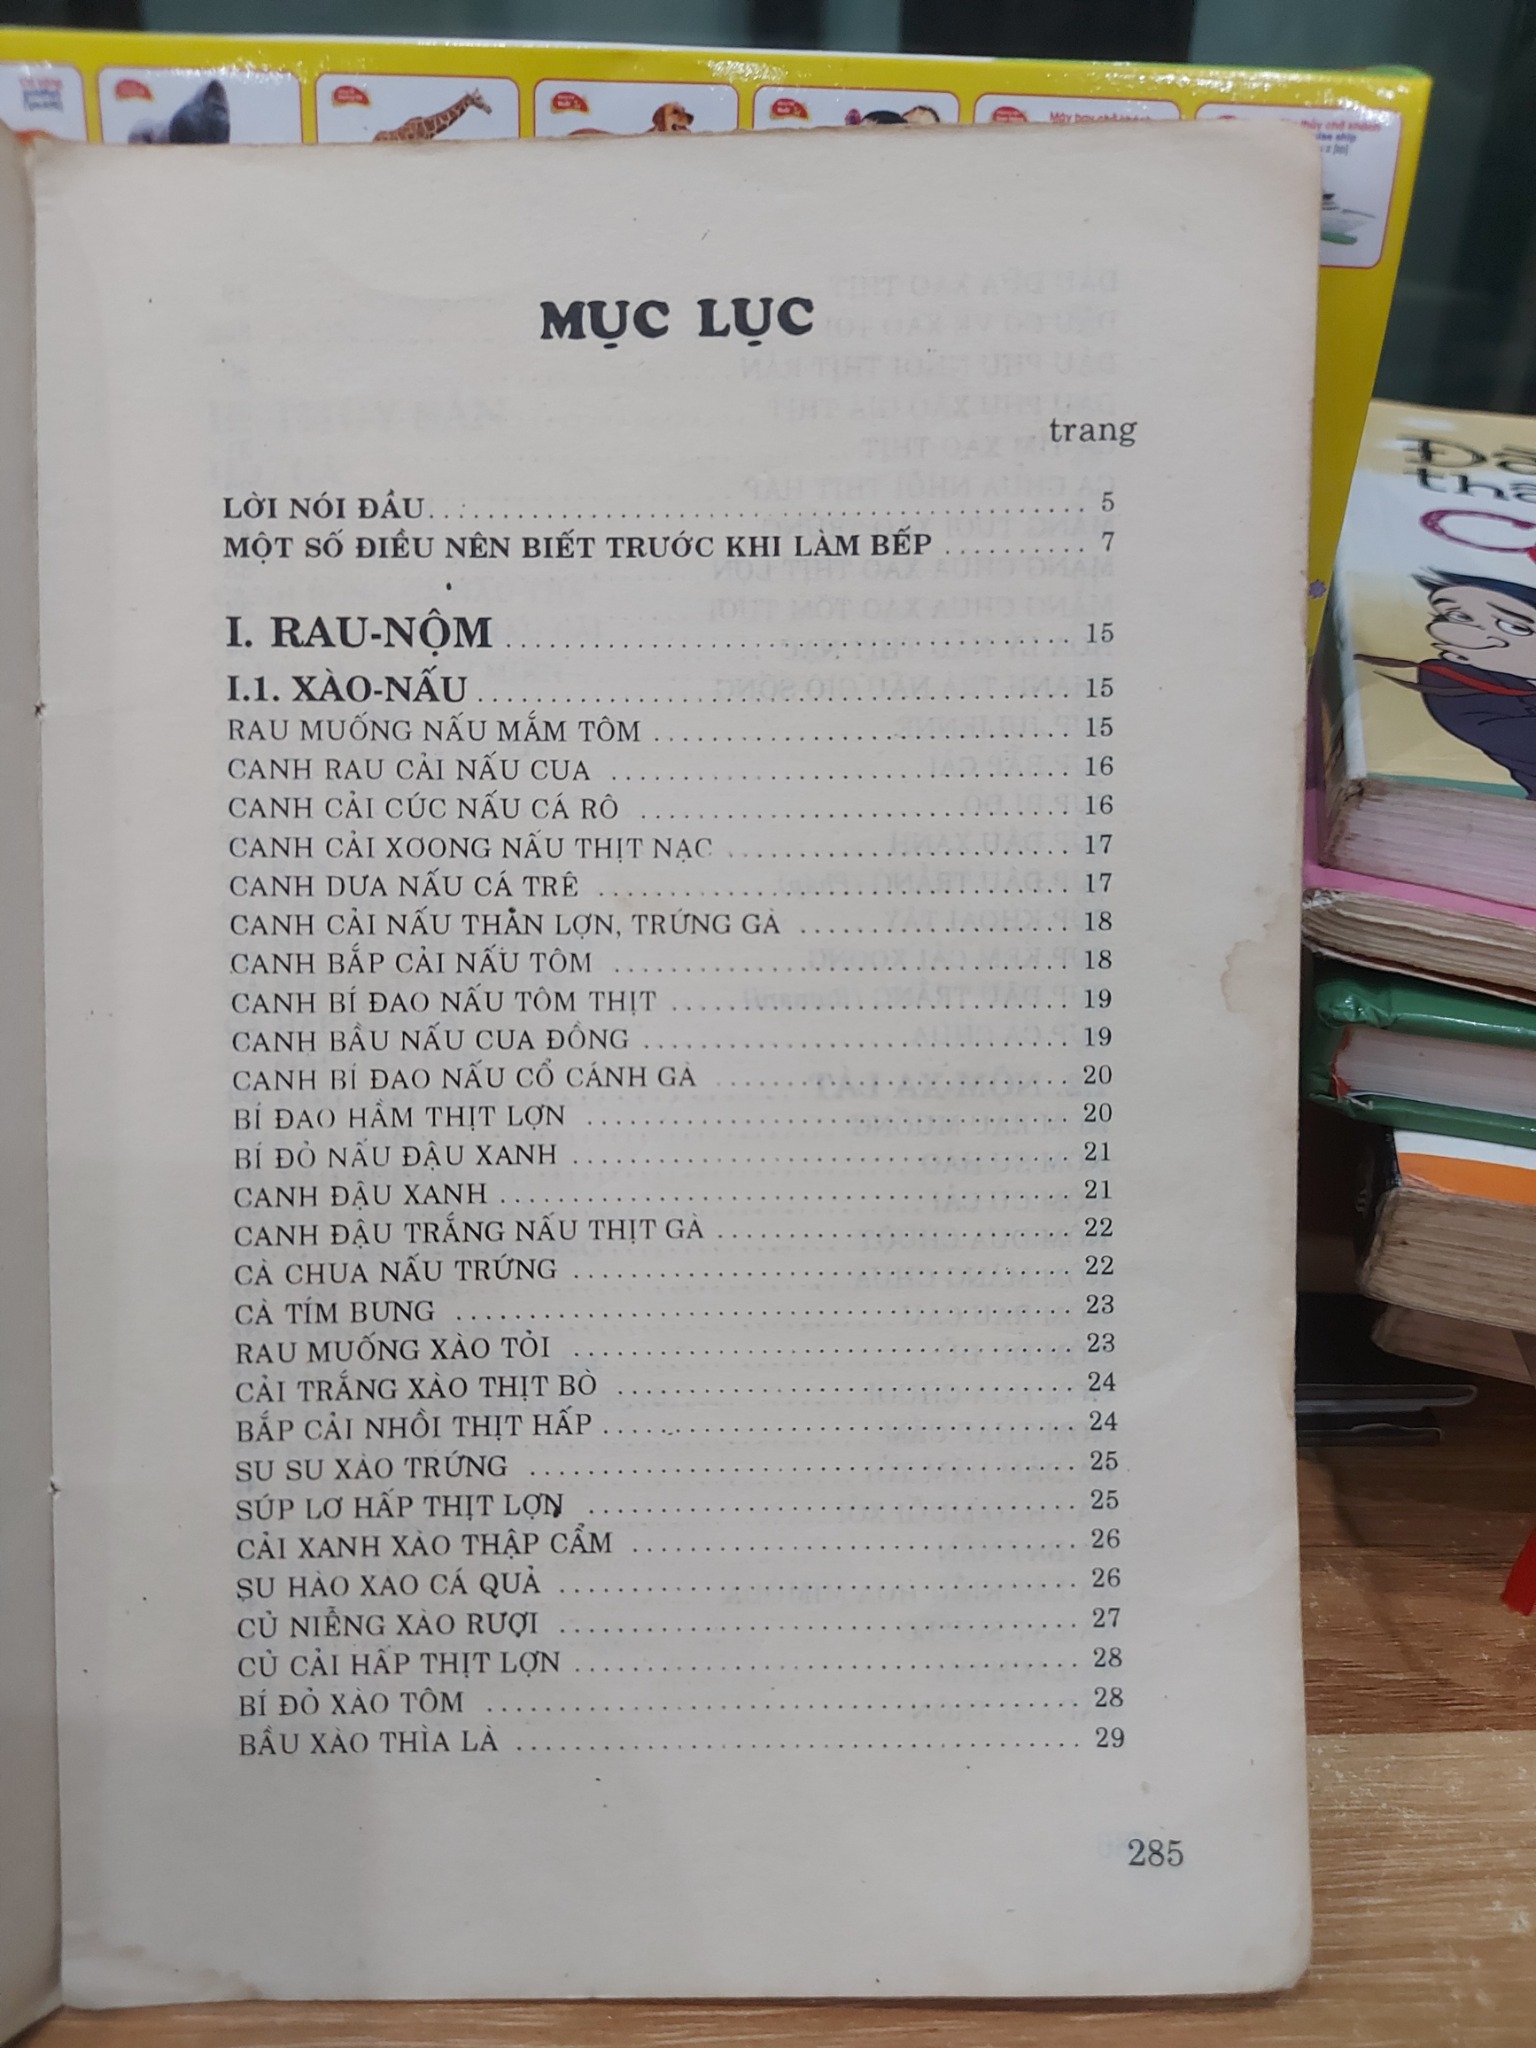 Máy bay chở khách
MỤC LỤC
trang
LỜI NÓI ĐẦU 5
MỘT SỐ ĐIỀU NÊN BIẾT TRƯỚC KHI LÀM BẾP 7
I. RAU-NỘM 15
I.1. XÀO-NẤU 15
RAU MUỐNG NẤU MẮM TÔM 15
CANH RAU CẢI NẤU CUA 16
CANH CẢI CÚC NẤU CÁ RÔ 16
CANH CẢI XOONG NẤU THỊT NẠC 17
CANH DƯA NẤU CÁ TRÊ 17
CANH CẢI NẤU THĂN LỢN, TRỨNG GÀ 18
CANH BẮP CẢI NẤU TÔM 18
CANH BÍ ĐAO NẤU TÔM THỊT 19
CANH BẦU NẤU CUA ĐỒNG 19
CANH BÍ ĐAO NẤU CỔ CÁNH GÀ 20
BÍ ĐAO HẦM THỊT LỢN 20
BÍ ĐỎ NẤU ĐẬU XANH 21
CANH ĐẬU XANH 21
CANH ĐẬU TRẮNG NẤU THỊT GÀ 22
CÀ CHUA NẤU TRỨNG 22
CÀ TÍM BUNG 23
RAU MUỐNG XÀO TỎI 23
CẢI TRẮNG XÀO THỊT BÒ 24
BẮP CẢI NHỒI THỊT HẤP 24
SU SU XÀO TRỨNG 25
SÚP LƠ HẤP THỊT LỢN 25
CẢI XANH XÀO THẬP CẨM 26
SU HÀO XAO CÁ QUẢ 26
CỦ NIỄNG XÀO RƯƠI 27
CỦ CẢI HẤP THỊT LỢN 28
BÍ ĐỎ XÀO TÔM 28
BẦU XÀO THÌA LÀ 29
285